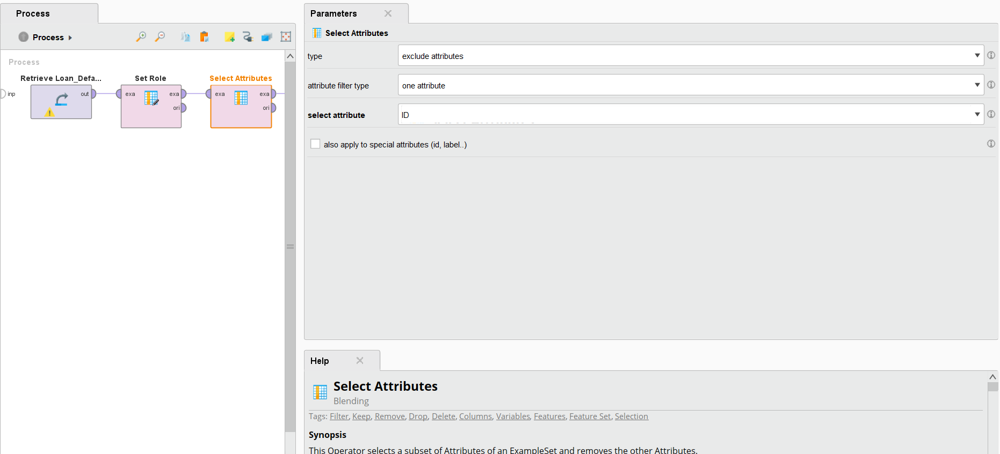 Process
Process
Process
Retrieve Loan_Defa...
inp
out
Set Role
exa
exa
ori
Select Attributes
exa
exa
ori
Parameters
Select Attributes
type
exclude attributes
attribute filter type
one attribute
select attribute
ID
also apply to special attributes (id, label..)
Help
Select Attributes
Blending
Tags: Filter, Keep, Remove, Drop, Delete, Columns, Variables, Features, Feature Set, Selection
Synopsis
This Operator selects a subset of Attributes of an ExampleSet and removes the other Attributes.